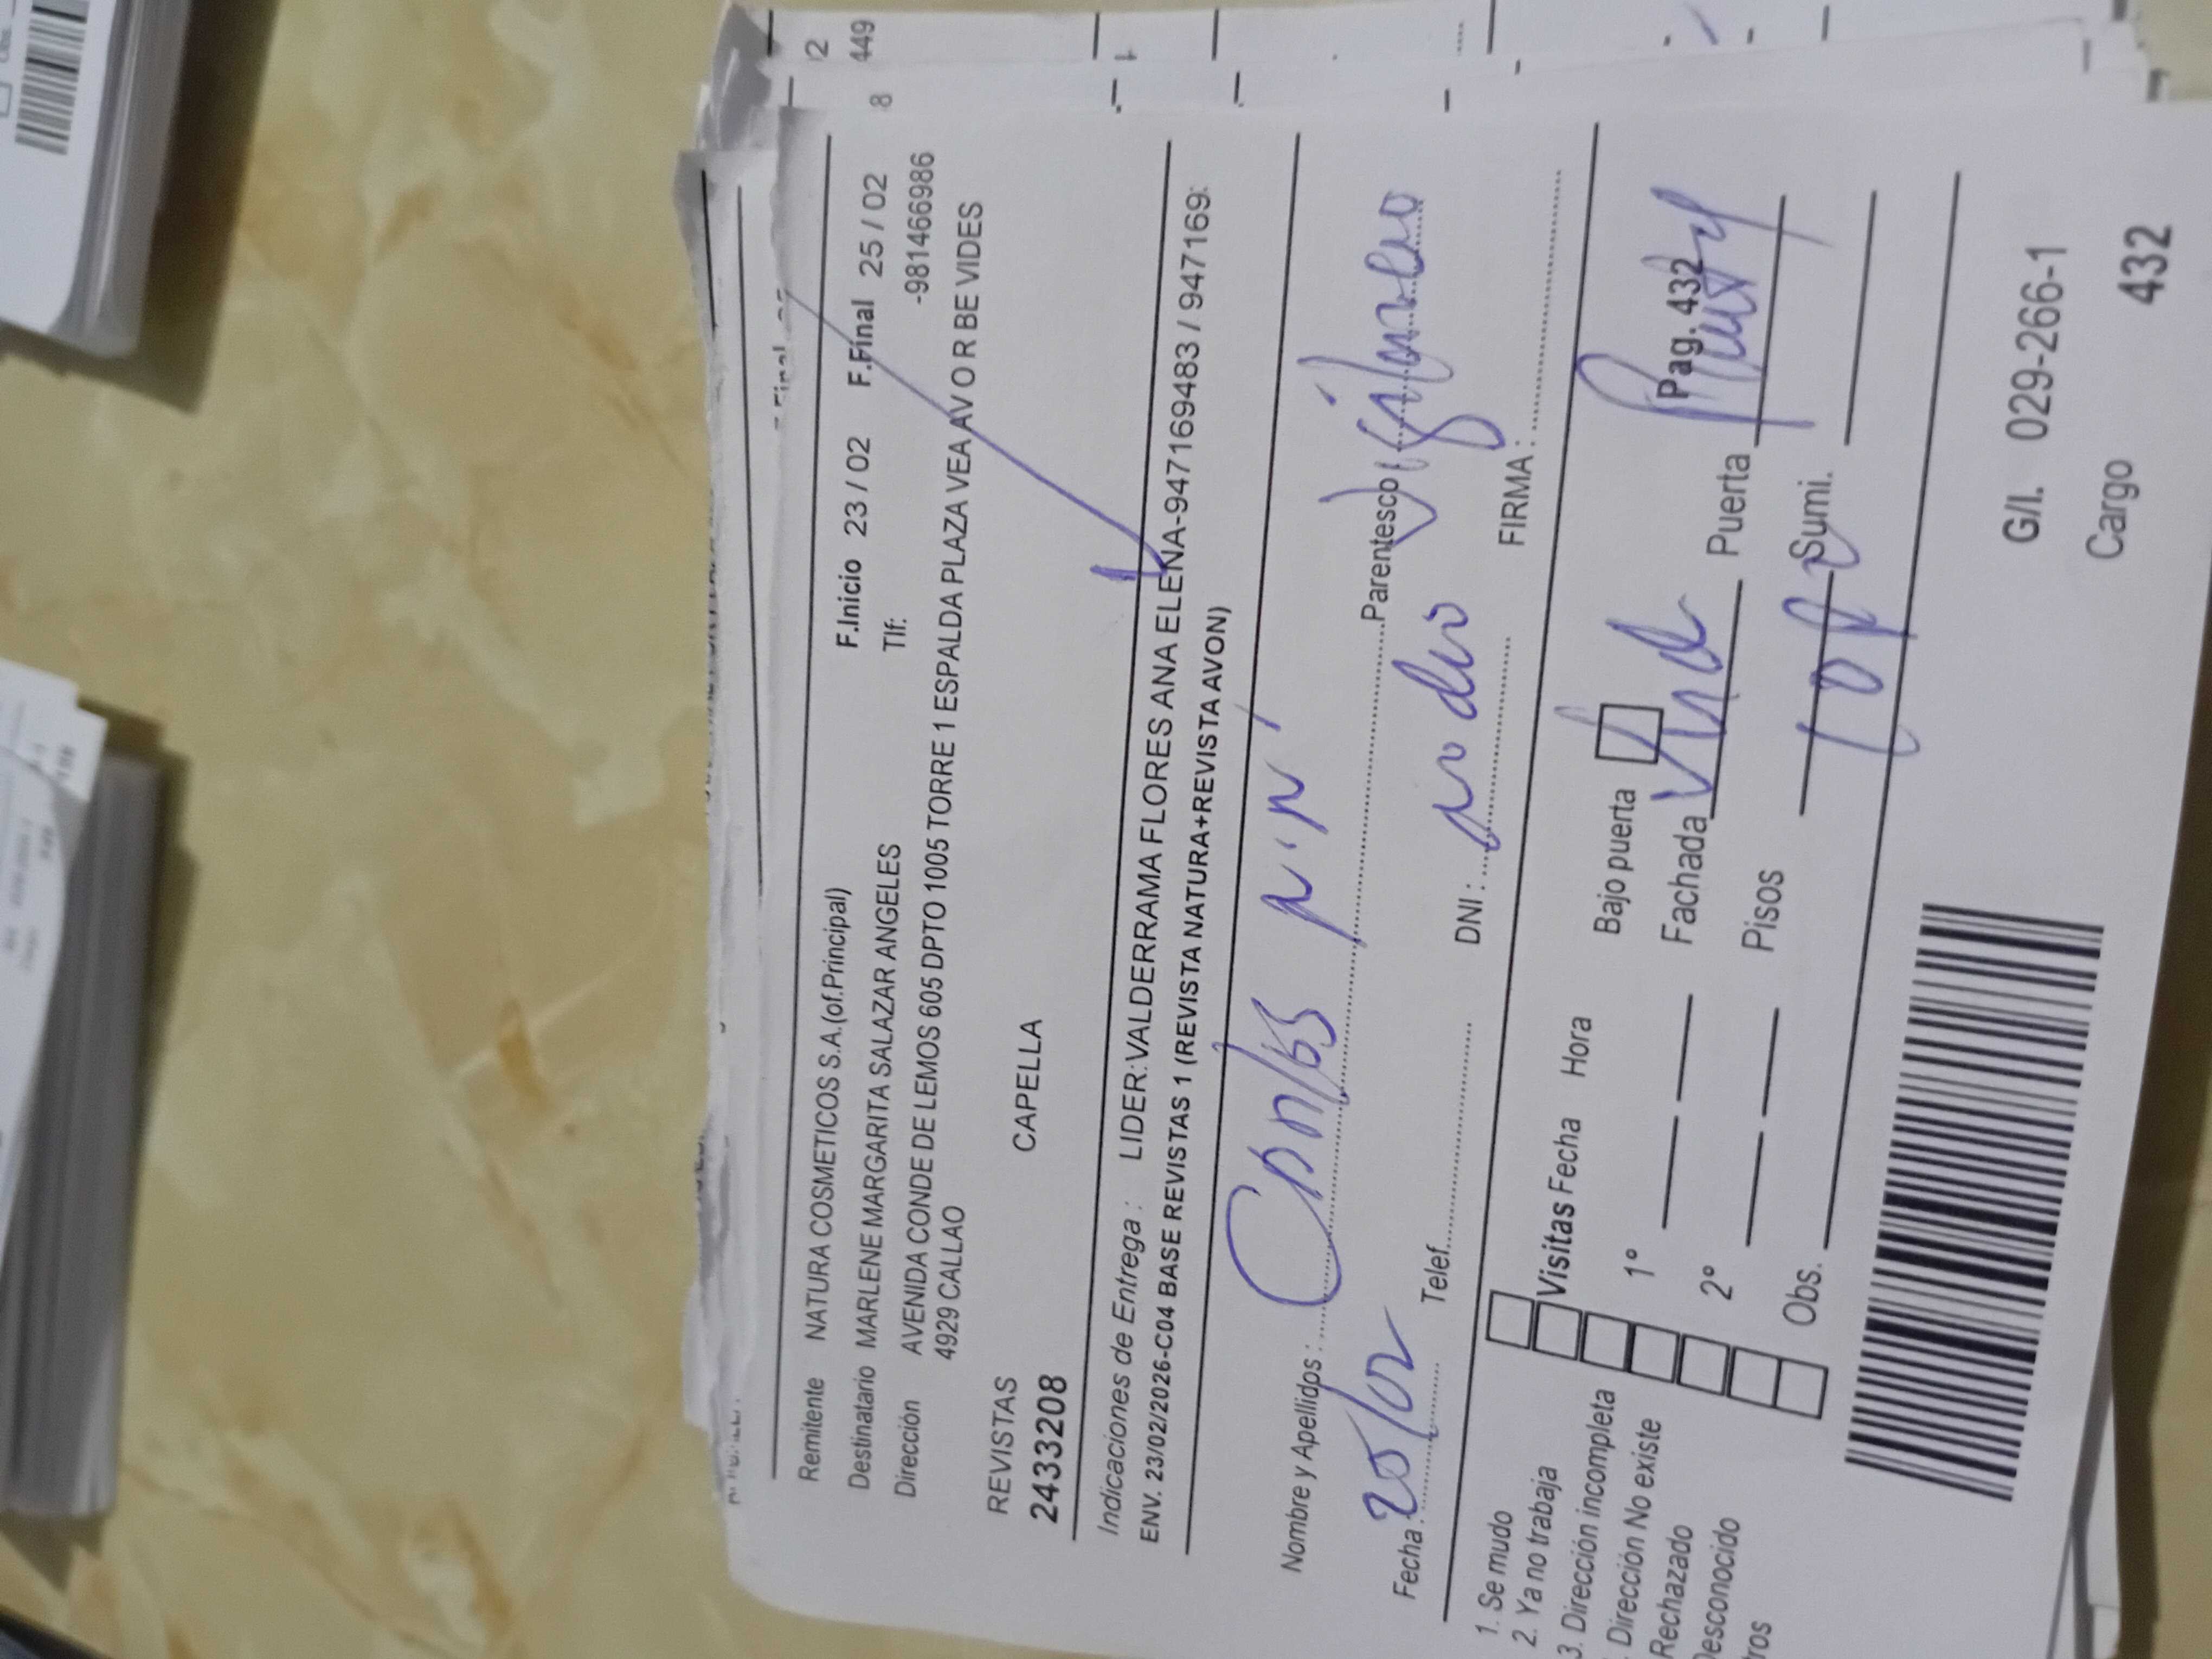 Remitente NATURA COSMETICOS S.A.(of.Principal)
F.Inicio 23 / 02 F.Final 25 / 02
Destinatario MARLENE MARGARITA SALAZAR ANGELES
Tlf: -981466986
Dirección AVENIDA CONDE DE LEMOS 605 DPTO 1005 TORRE 1 ESPALDA PLAZA VEA AV O R BE VIDES
4929 CALLAO
REVISTAS CAPELLA
2433208
Indicaciones de Entrega : LIDER:VALDERRAMA FLORES ANA ELENA-947169483 / 947169:
ENV. 23/02/2026-C04 BASE REVISTAS 1 (REVISTA NATURA+REVISTA AVON)
Nombre y Apellidos : N.N
Parentesco Vigilancia
Fecha: 25/02 Telef. DNI : no dio FIRMA :
1. Se mudo
2. Ya no trabaja
3. Dirección incompleta
Dirección No existe
Rechazado
Desconocido
tros
Visitas Fecha Hora
Bajo puerta
1° Fachada Puerta
Pag. 432
2° Pisos Sumi.
Obs.
G/I. 029-266-1
Cargo 432